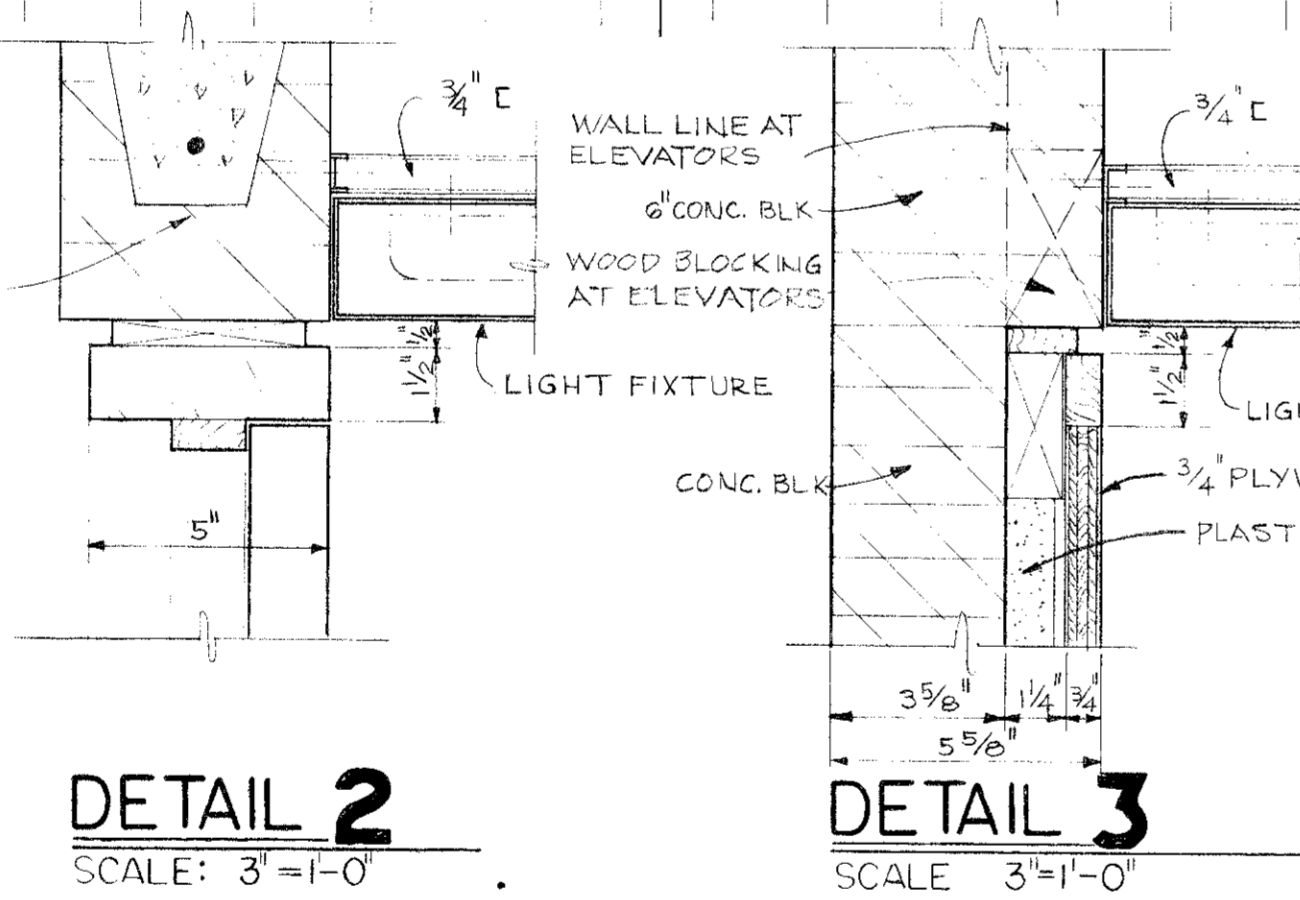 3/4" [
WALL LINE AT
ELEVATORS
6" CONC. BLK
WOOD BLOCKING
AT ELEVATORS
1/2"
1 1/2"
LIGHT FIXTURE
5"
DETAIL 2
SCALE: 3"=1'-0"
3/4" [
1/2"
1 1/2"
LIGH
CONC. BLK
3/4" PLYW
PLAST
3 5/8"
1 1/4"
3/4"
5 5/8"
DETAIL 3
SCALE 3"=1'-0"